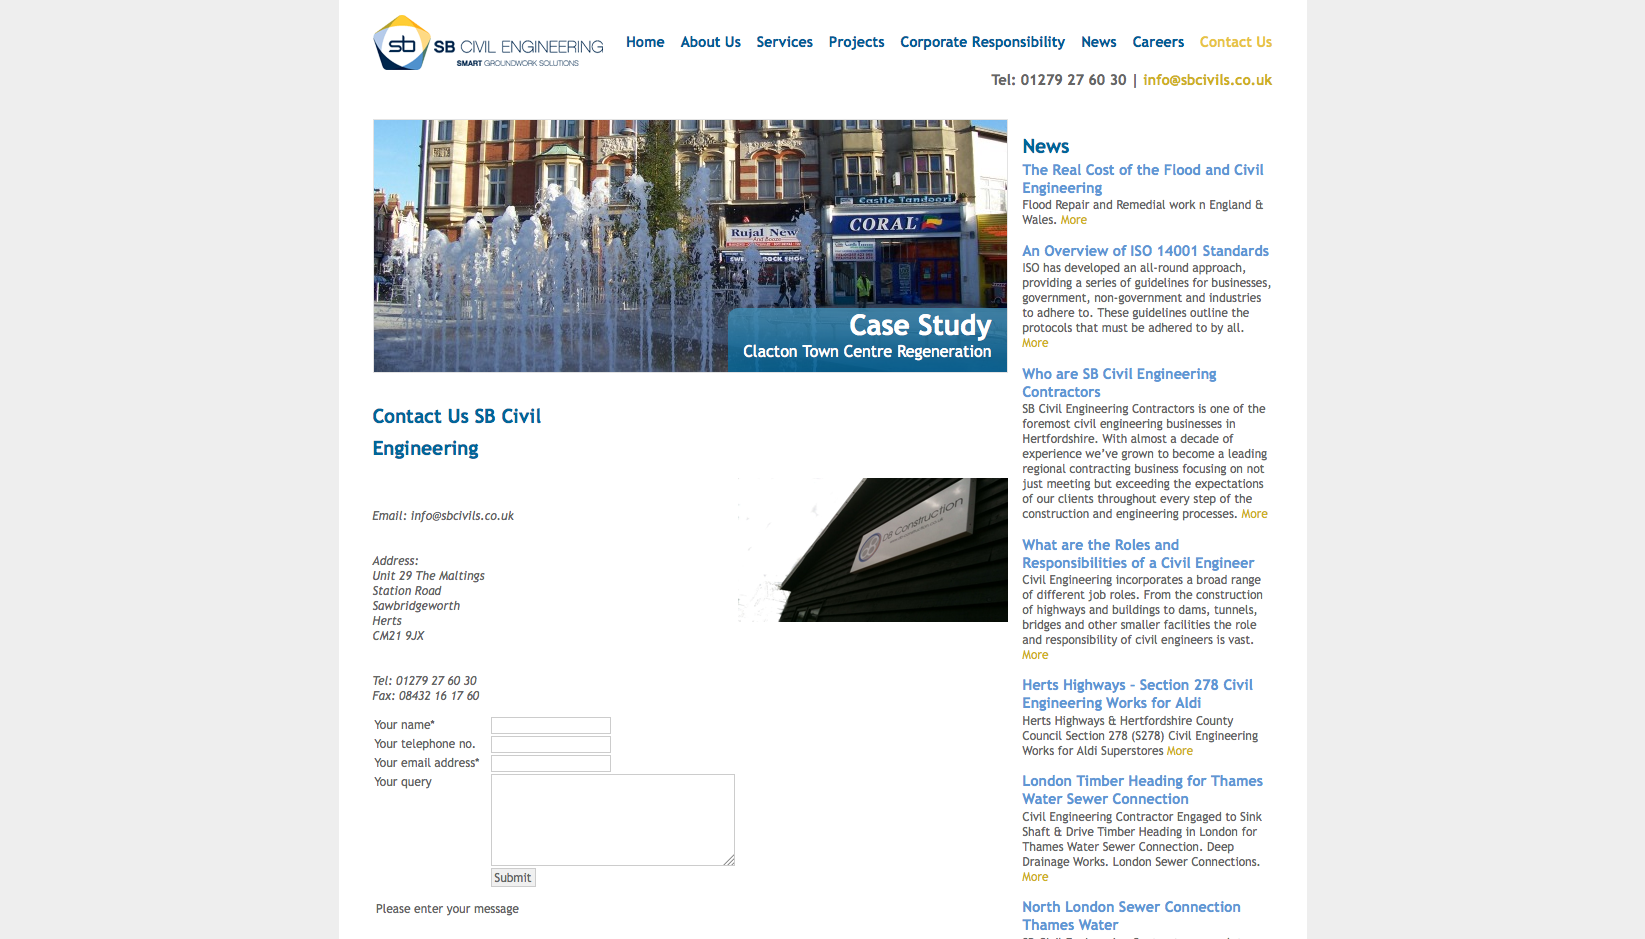 sb SB CIVIL ENGINEERING
SMART GROUNDWORK SOLUTIONS
Home About Us Services Projects Corporate Responsibility News Careers Contact Us
Tel: 01279 27 60 30 | info@sbcivils.co.uk
Castle Tandoori
CORAL
Rujal New
Case Study
Clacton Town Centre Regeneration
Contact Us SB Civil
Engineering
DB Construction
Email: info@sbcivils.co.uk
Address:
Unit 29 The Maltings
Station Road
Sawbridgeworth
Herts
CM21 9JX
Tel: 01279 27 60 30
Fax: 08432 16 17 60
Your name*
Your telephone no.
Your email address*
Your query
Submit
Please enter your message
News
The Real Cost of the Flood and Civil
Engineering
Flood Repair and Remedial work n England &
Wales. More
An Overview of ISO 14001 Standards
ISO has developed an all-round approach,
providing a series of guidelines for businesses,
government, non-government and industries
to adhere to. These guidelines outline the
protocols that must be adhered to by all.
More
Who are SB Civil Engineering
Contractors
SB Civil Engineering Contractors is one of the
foremost civil engineering businesses in
Hertfordshire. With almost a decade of
experience we've grown to become a leading
regional contracting business focusing on not
just meeting but exceeding the expectations
of our clients throughout every step of the
construction and engineering processes. More
What are the Roles and
Responsibilities of a Civil Engineer
Civil Engineering incorporates a broad range
of different job roles. From the construction
of highways and buildings to dams, tunnels,
bridges and other smaller facilities the role
and responsibility of civil engineers is vast.
More
Herts Highways – Section 278 Civil
Engineering Works for Aldi
Herts Highways & Hertfordshire County
Council Section 278 (S278) Civil Engineering
Works for Aldi Superstores More
London Timber Heading for Thames
Water Sewer Connection
Civil Engineering Contractor Engaged to Sink
Shaft & Drive Timber Heading in London for
Thames Water Sewer Connection. Deep
Drainage Works. London Sewer Connections.
More
North London Sewer Connection
Thames Water